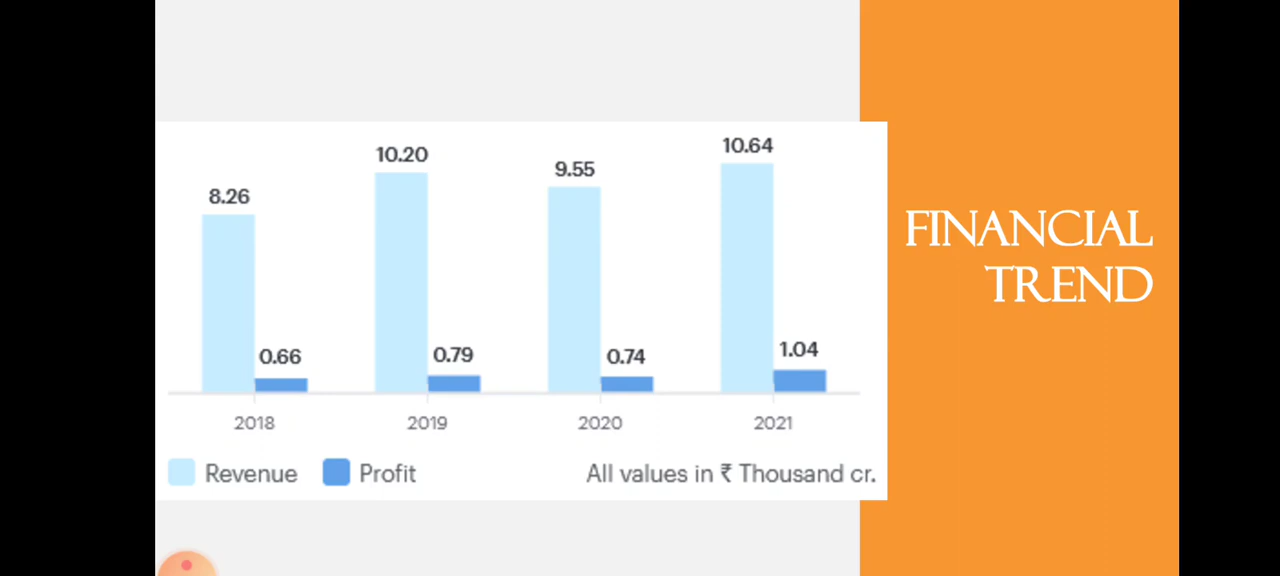 10.64
10.20
9.55
8.26
1.04
0.79
0.74
0.66
2018 2019 2020 2021
Revenue Profit All values in ₹ Thousand cr.
FINANCIAL
TREND